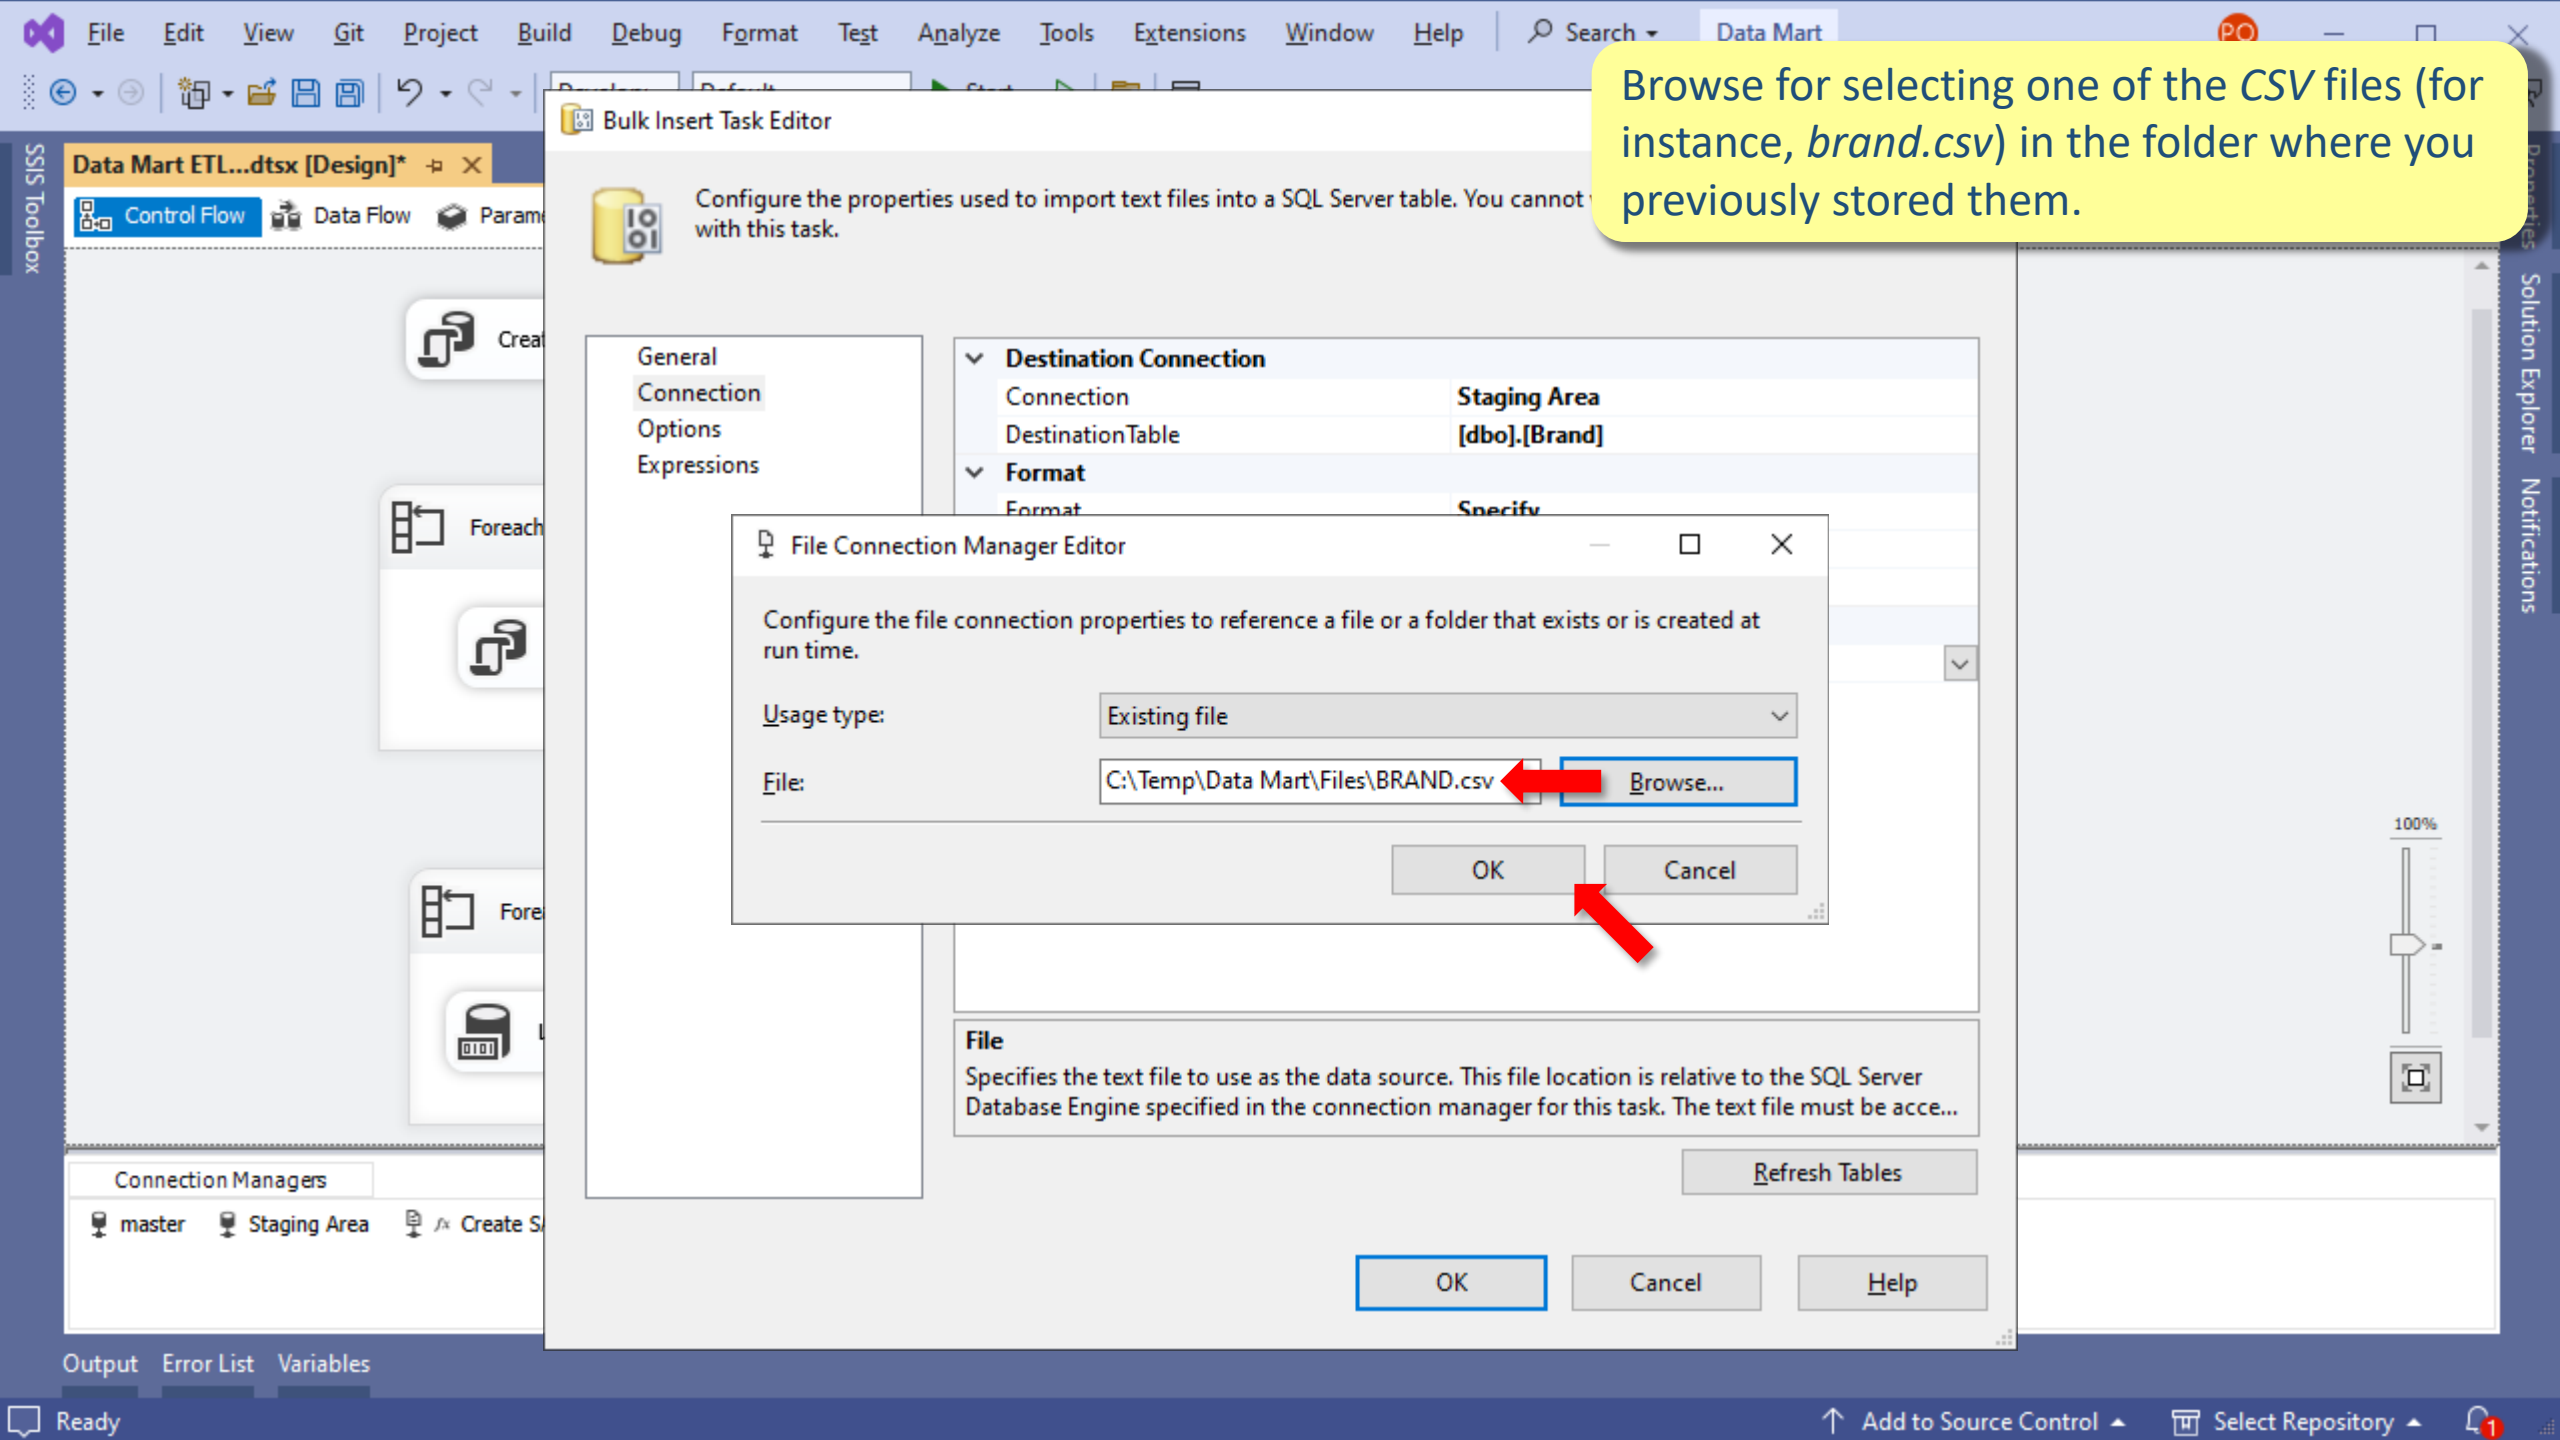 File Edit View Git Project Build Debug Format Test Analyze Tools Extensions Window Help Search Data Mart PO
Browse for selecting one of the CSV files (for
instance, brand.csv) in the folder where you
previously stored them.
SSIS Toolbox
Data Mart ETL...dtsx [Design]*
Control Flow Data Flow Parame
Bulk Insert Task Editor
Configure the properties used to import text files into a SQL Server table. You cannot
with this task.
Properties
Solution Explorer
Notifications
Creat
Foreach
Fore
General
Connection
Options
Expressions
Destination Connection
Connection Staging Area
DestinationTable [dbo].[Brand]
Format
Format Specify
File Connection Manager Editor
Configure the file connection properties to reference a file or a folder that exists or is created at
run time.
Usage type: Existing file
File: C:\Temp\Data Mart\Files\BRAND.csv Browse...
OK Cancel
100%
File
Specifies the text file to use as the data source. This file location is relative to the SQL Server
Database Engine specified in the connection manager for this task. The text file must be acce...
Refresh Tables
OK Cancel Help
Connection Managers
master Staging Area fx Create SA
Output Error List Variables
Ready Add to Source Control Select Repository 1